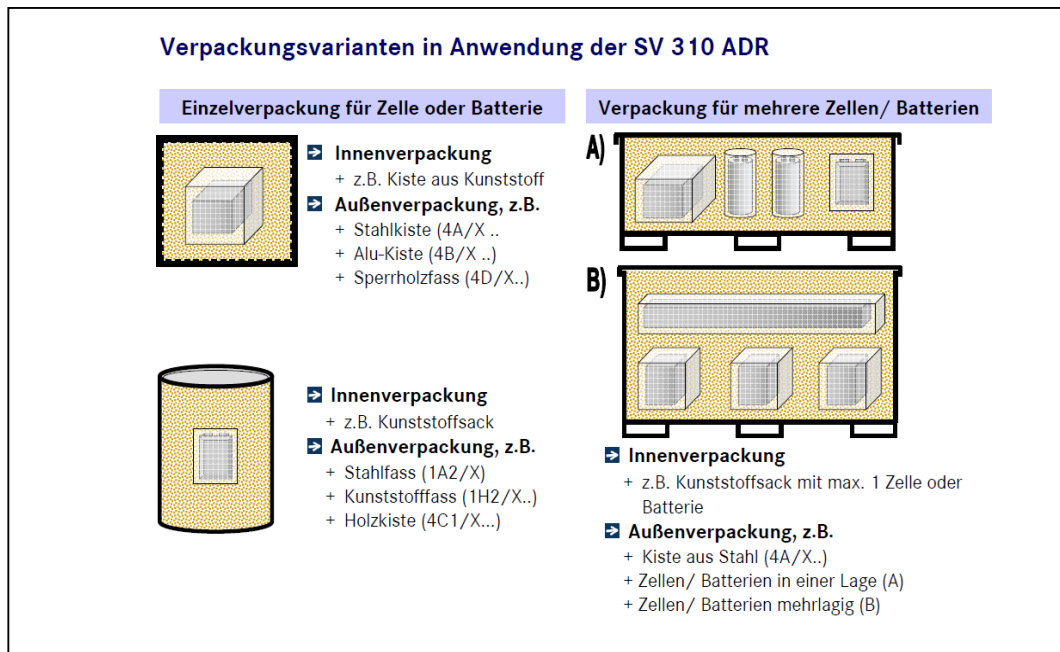 Verpackungsvarianten in Anwendung der SV 310 ADR
Einzelverpackung für Zelle oder Batterie
Innenverpackung
+ z.B. Kiste aus Kunststoff
Außenverpackung, z.B.
+ Stahlkiste (4A/X ..
+ Alu-Kiste (4B/X ..)
+ Sperrholzfass (4D/X..)
Innenverpackung
+ z.B. Kunststoffsack
Außenverpackung, z.B.
+ Stahlfass (1A2/X)
+ Kunststofffass (1H2/X..)
+ Holzkiste (4C1/X...)
Verpackung für mehrere Zellen/ Batterien
A)
B)
Innenverpackung
+ z.B. Kunststoffsack mit max. 1 Zelle oder
Batterie
Außenverpackung, z.B.
+ Kiste aus Stahl (4A/X..)
+ Zellen/ Batterien in einer Lage (A)
+ Zellen/ Batterien mehrlagig (B)